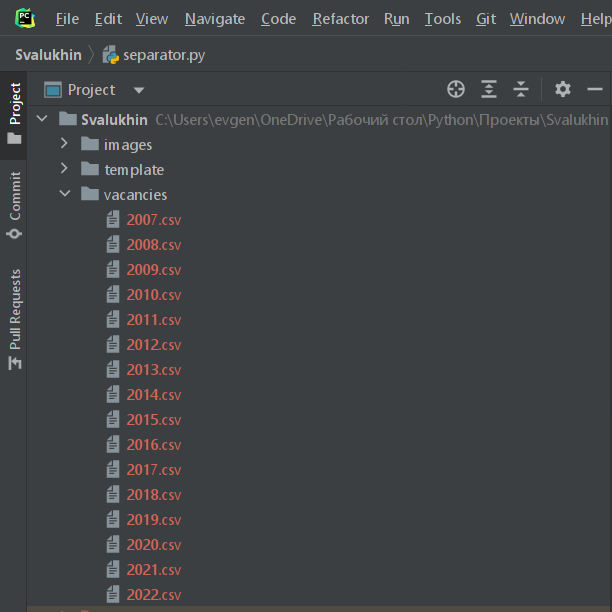 PC File Edit View Navigate Code Refactor Run Tools Git Window Help
Svalukhin separator.py
Project
Svalukhin C:\Users\evgen\OneDrive\Рабочий стол\Python\Проекты\Svalukhin
images
template
vacancies
2007.csv
2008.csv
2009.csv
2010.csv
2011.csv
2012.csv
2013.csv
2014.csv
2015.csv
2016.csv
2017.csv
2018.csv
2019.csv
2020.csv
2021.csv
2022.csv
Project
Commit
Pull Requests